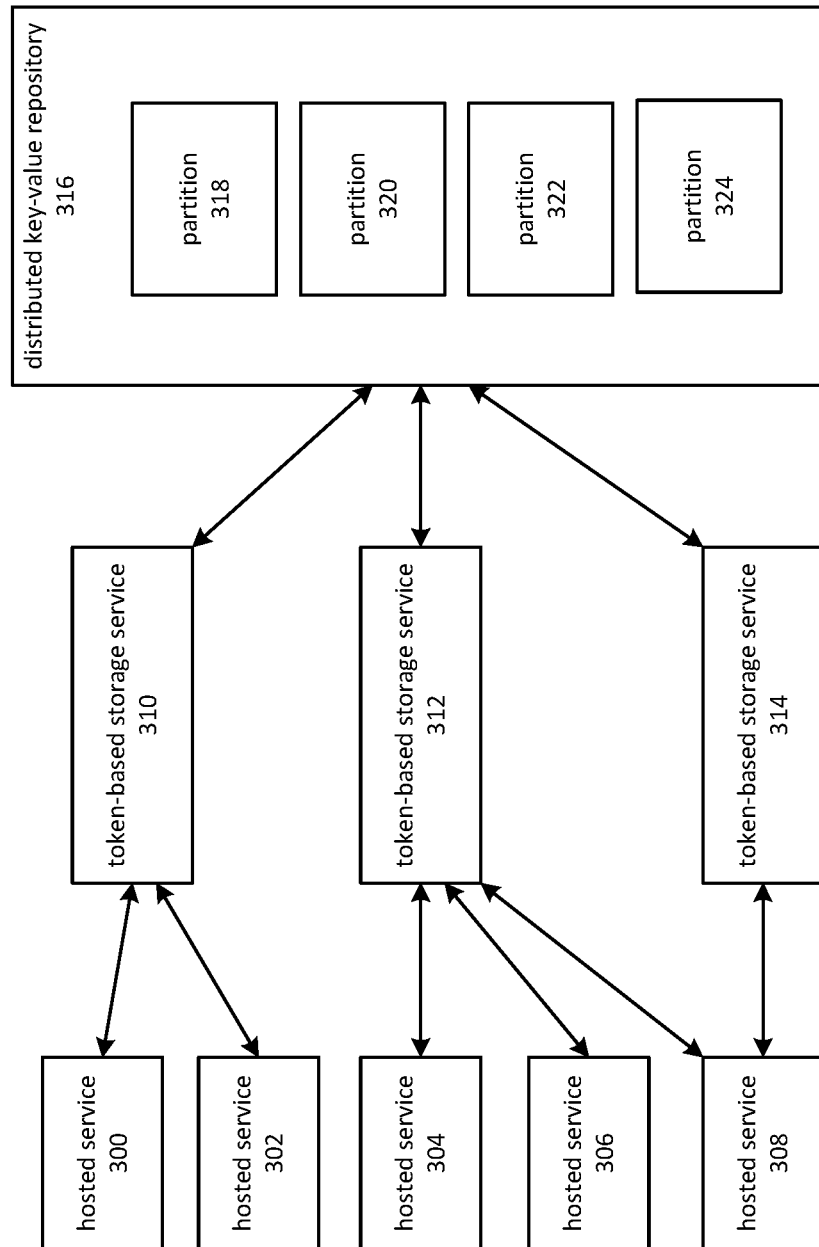 hosted service
300
hosted service
302
hosted service
304
hosted service
306
hosted service
308
token-based storage service
310
token-based storage service
312
token-based storage service
314
distributed key-value repository
316
partition
318
partition
320
partition
322
partition
324